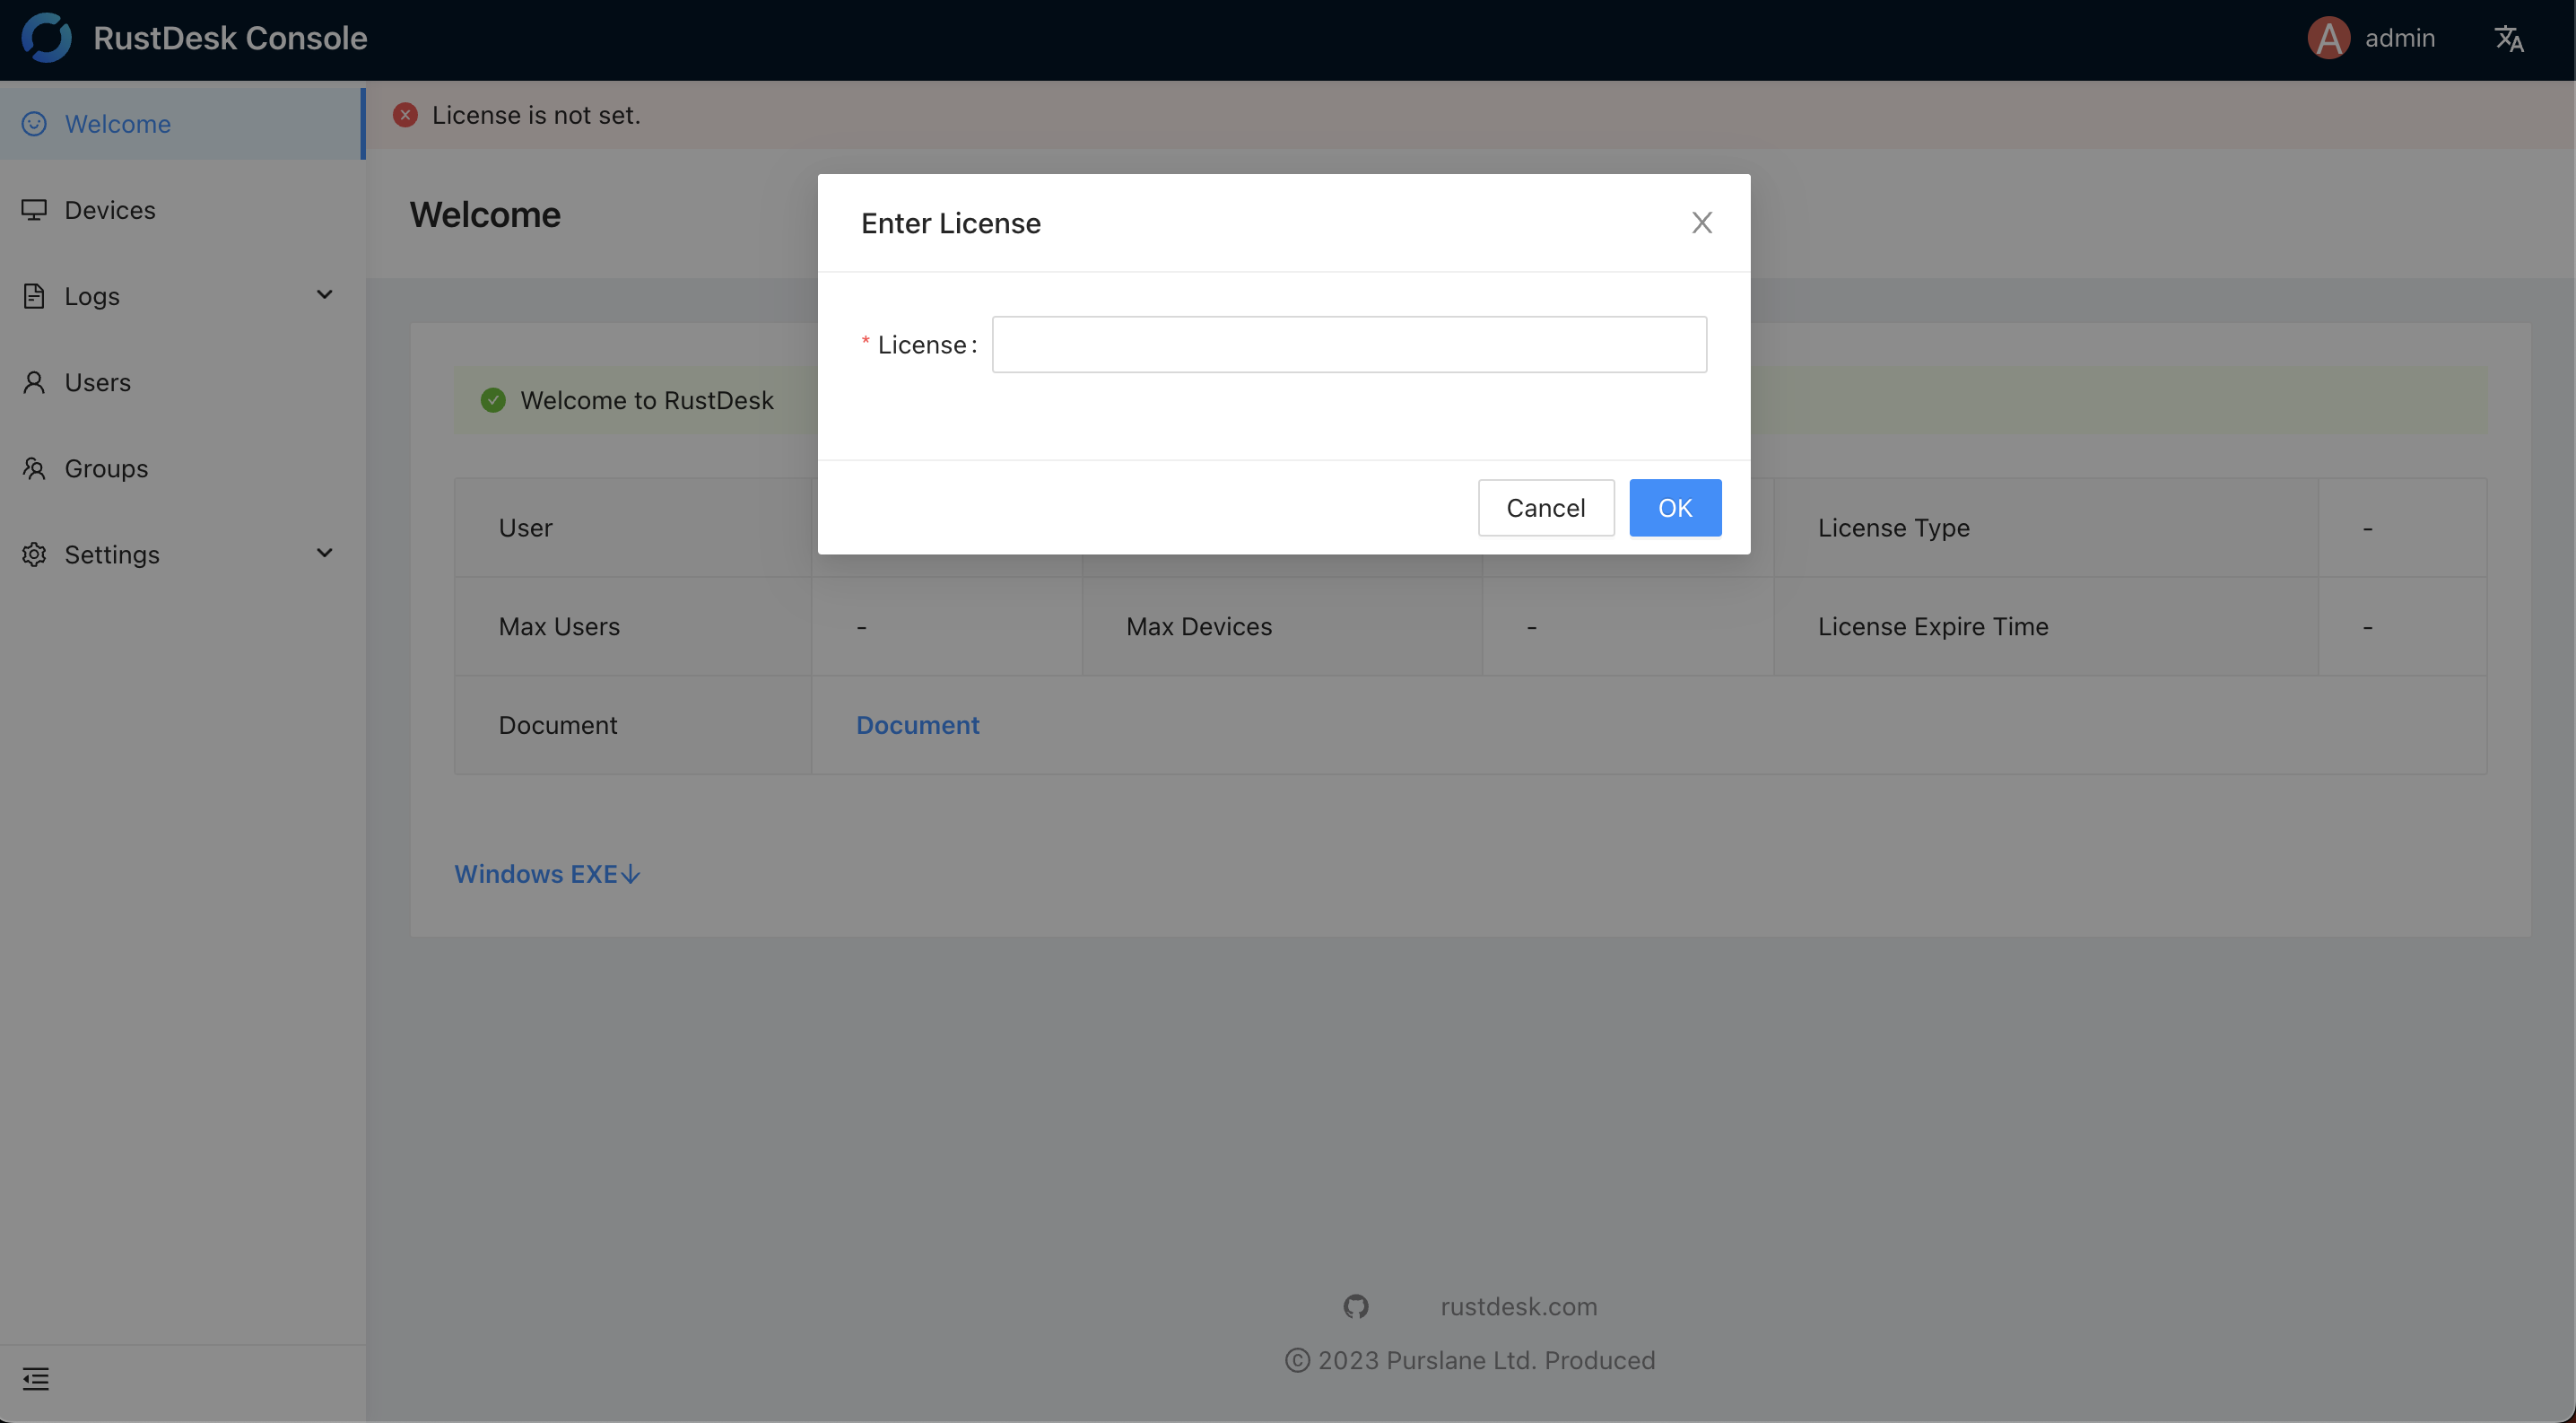 RustDesk Console
A admin
Welcome
License is not set.
Devices
Welcome
Enter License
Logs
* License:
Users
Welcome to RustDesk
Groups
Cancel OK
Settings
User License Type -
Max Users - Max Devices - License Expire Time -
Document Document
Windows EXE
rustdesk.com
© 2023 Purslane Ltd. Produced